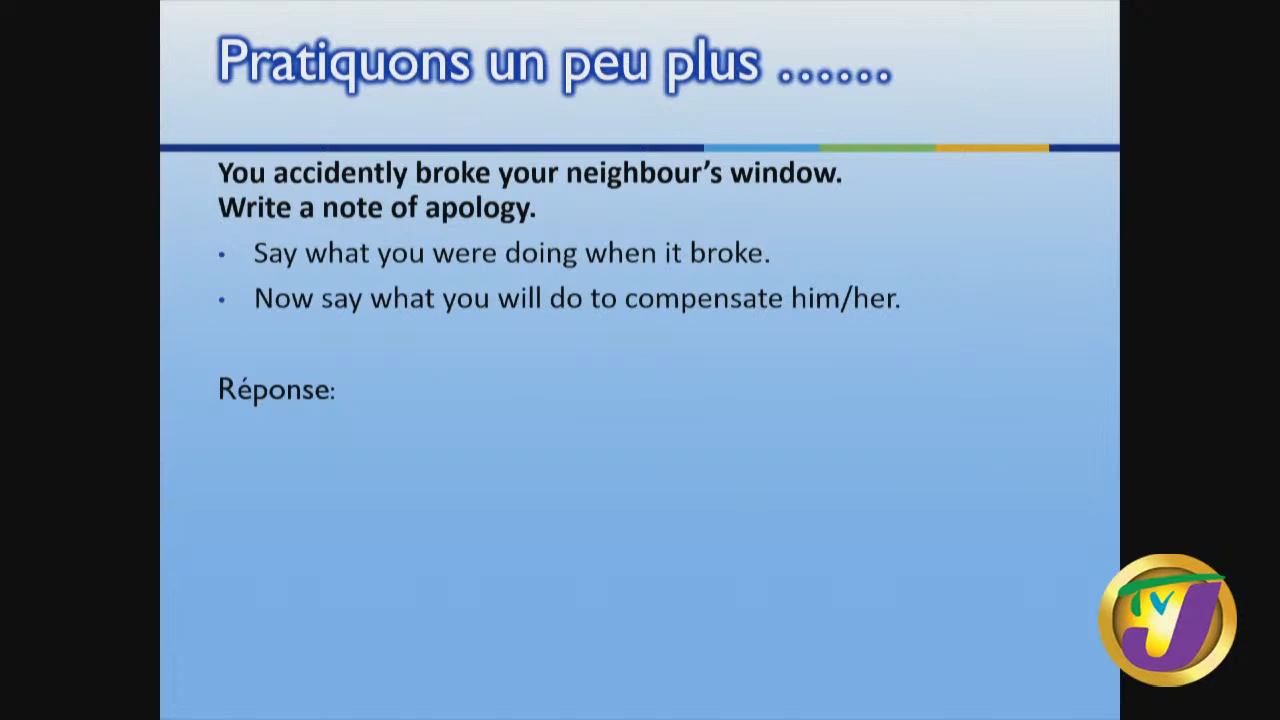 Pratiquons un peu plus ......
You accidently broke your neighbour's window.
Write a note of apology.
• Say what you were doing when it broke.
• Now say what you will do to compensate him/her.
Réponse:
TVJ